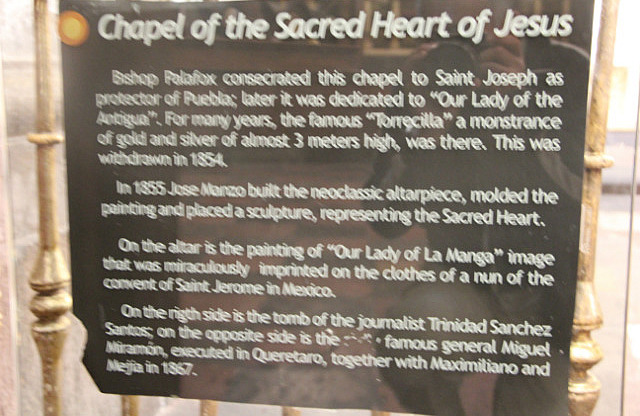 Chapel of the Sacred Heart of Jesus
Bishop Palafox consecrated this chapel to Saint Joseph as
protector of Puebla; later it was dedicated to "Our Lady of the
Antigua". For many years, the famous "Torrecilla" a monstrance
of gold and silver of almost 3 meters high, was there. This was
withdrawn in 1854.
In 1855 Jose Manzo built the neoclassic altarpiece, molded the
painting and placed a sculpture, representing the Sacred Heart.
On the altar is the painting of "Our Lady of La Manga" image
that was miraculously imprinted on the clothes of a nun of the
convent of Saint Jerome in Mexico.
On the rigth side is the tomb of the journalist Trinidad Sanchez
Santos; on the opposite side is the famous general Miguel
Miramón, executed in Queretaro, together with Maximiliano and
Mejía in 1867.